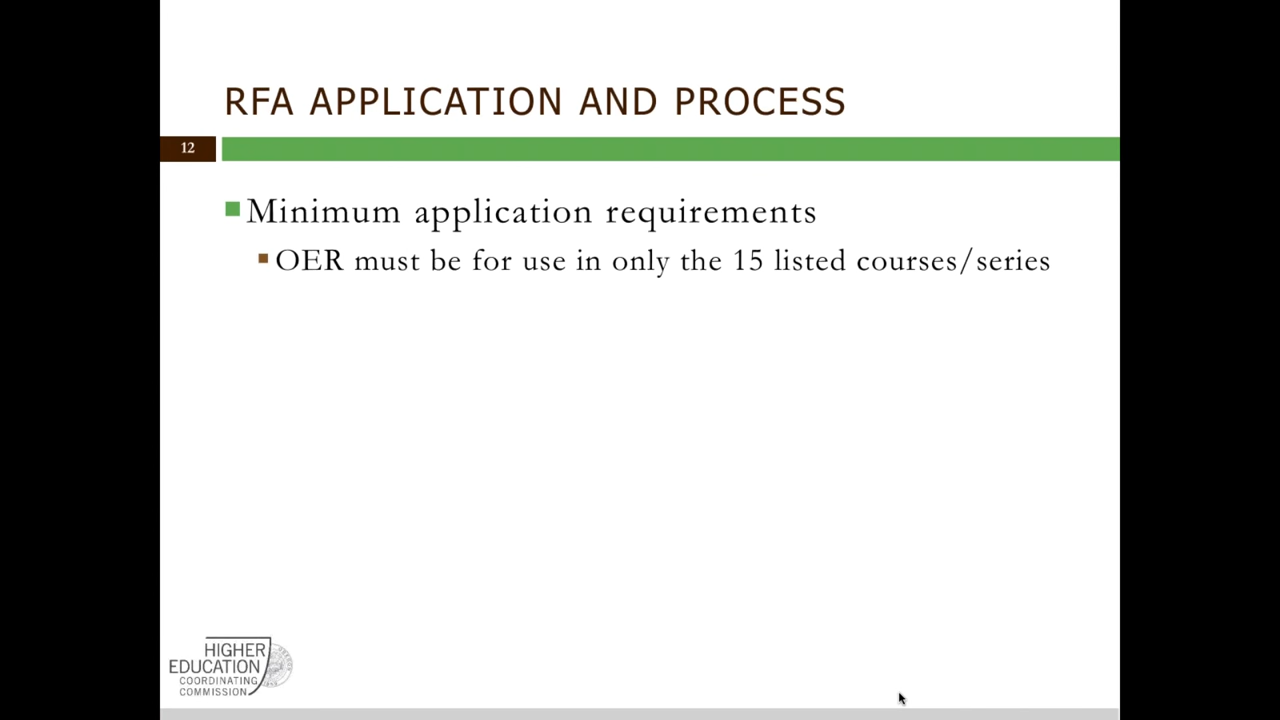 RFA APPLICATION AND PROCESS
12
Minimum application requirements
OER must be for use in only the 15 listed courses/series
HIGHER
EDUCATION
COORDINATING
COMMISSION